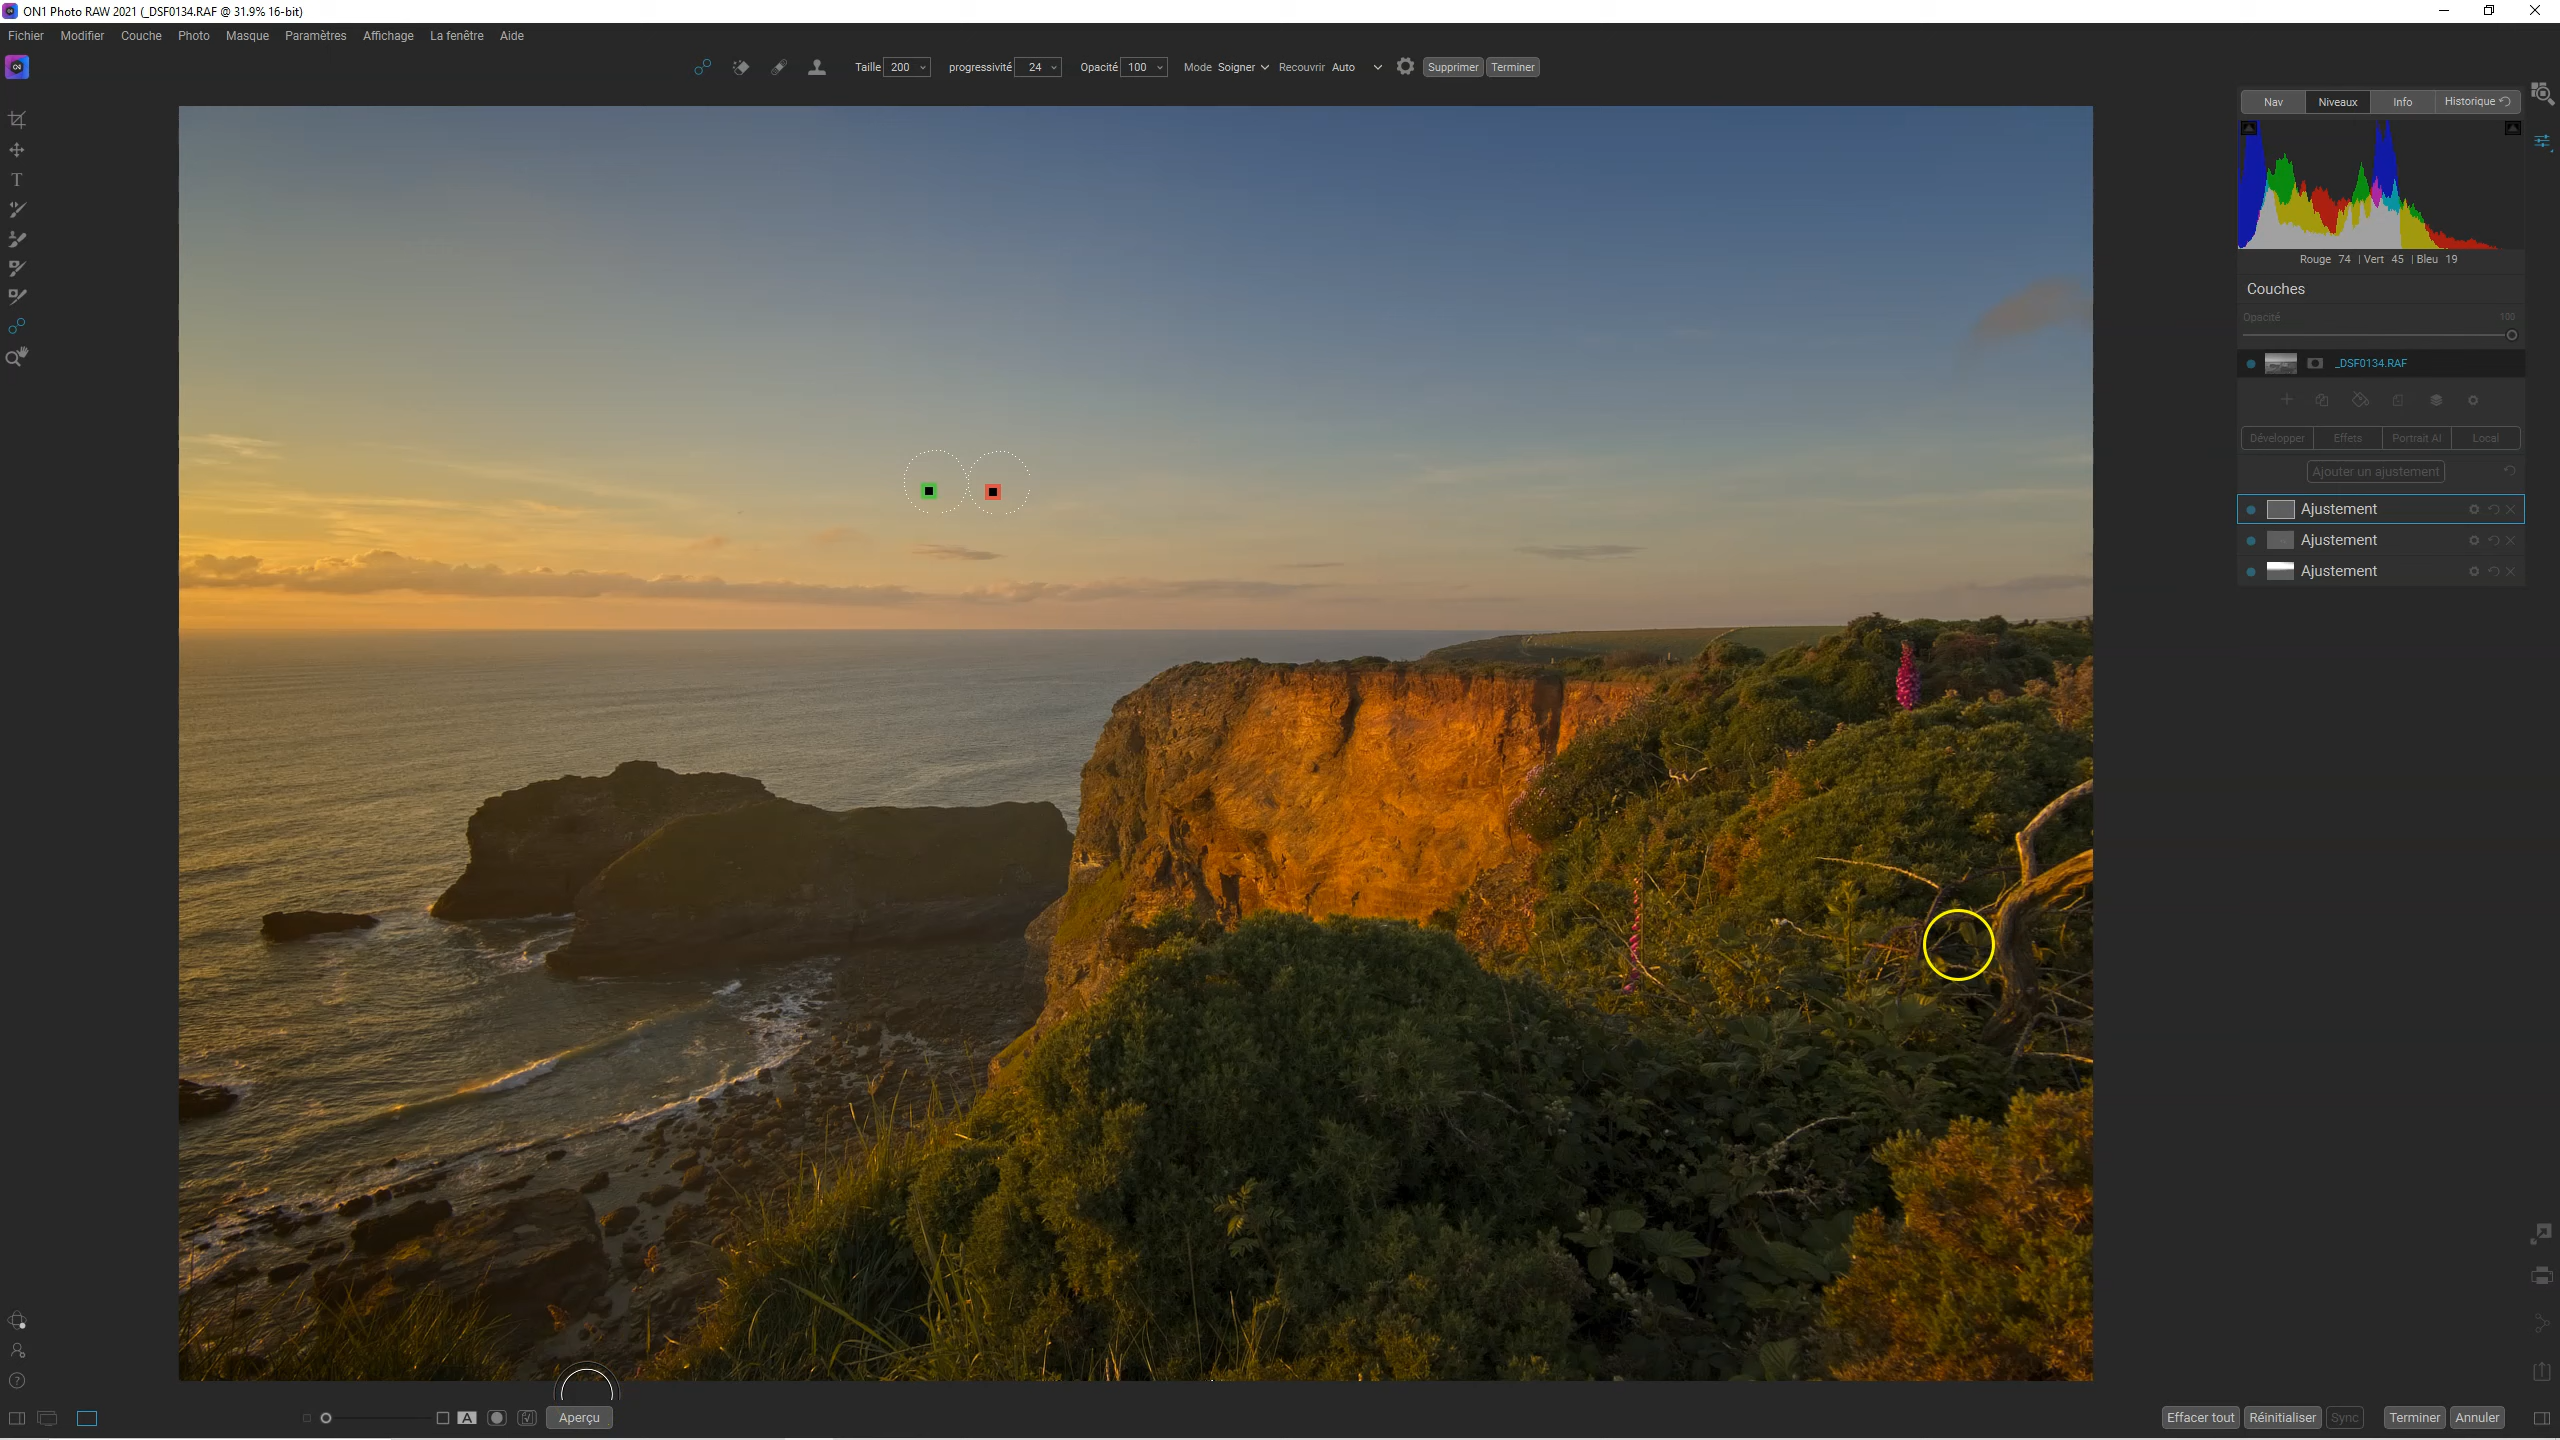 ON1 Photo RAW 2021 (_DSF0134.RAF @ 31.9% 16-bit)
Fichier Modifier Couche Photo Masque Paramètres Affichage La fenêtre Aide
Taille 200 progressivité 24 Opacité 100 Mode Soigner Recouvrir Auto Supprimer Terminer
Nav Niveaux Info Historique
Rouge 74 | Vert 45 | Bleu 19
Couches
Opacité 100
_DSF0134.RAF
Développer Effets Portrait AI Local
Ajouter un ajustement
Ajustement
Ajustement
Ajustement
A Aperçu Effacer tout Réinitialiser Sync Terminer Annuler